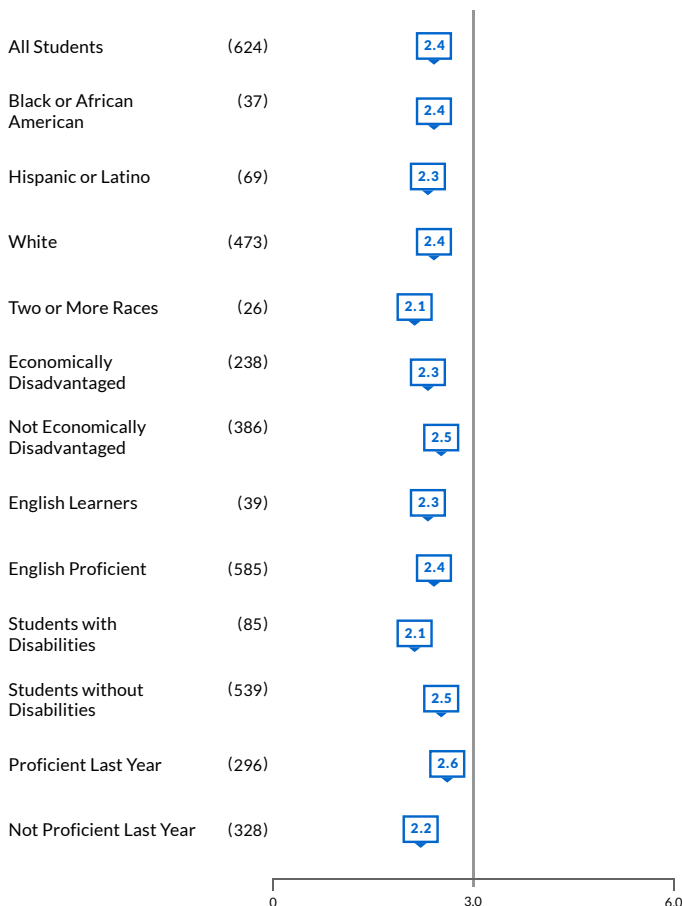 All Students (624) 2.4
Black or African (37)
American
2.4
Hispanic or Latino (69) 2.3
White (473) 2.4
Two or More Races (26) 2.1
Economically (238)
Disadvantaged
2.3
Not Economically (386)
Disadvantaged
2.5
English Learners (39) 2.3
English Proficient (585) 2.4
Students with (85)
Disabilities
2.1
Students without (539)
Disabilities
2.5
Proficient Last Year (296) 2.6
Not Proficient Last Year (328) 2.2
0 3.0 6.0